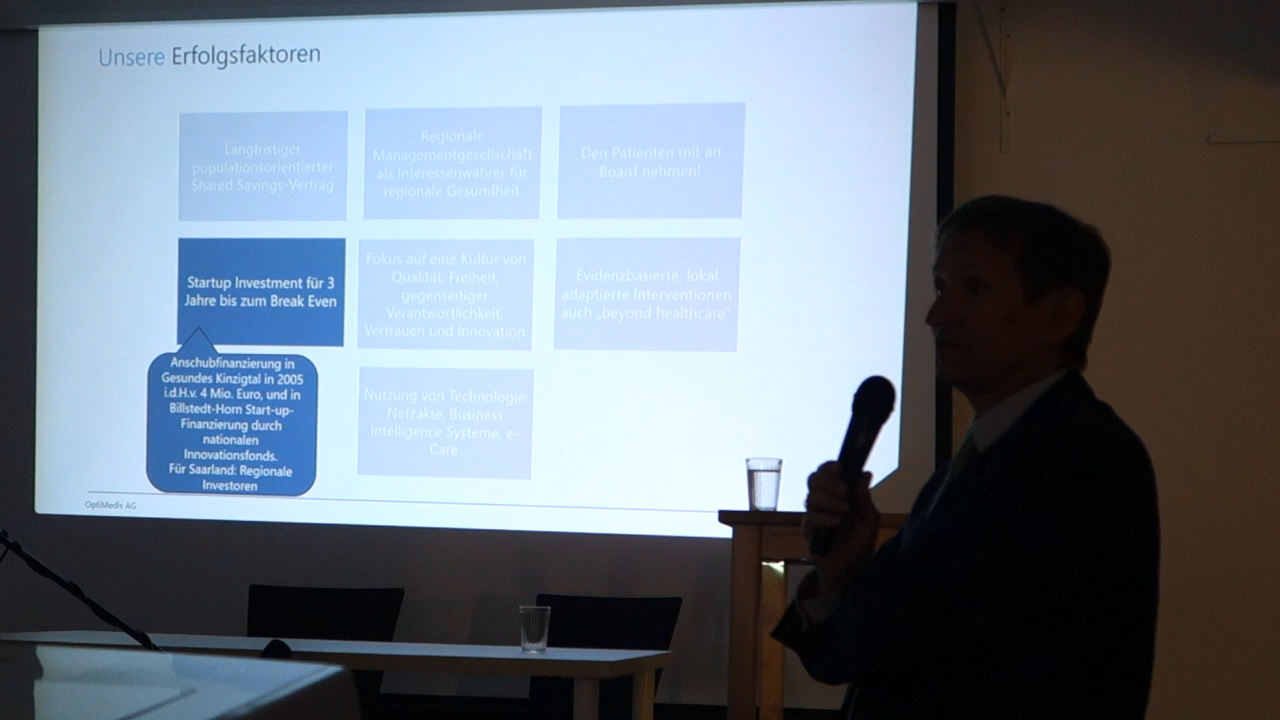 Unsere Erfolgsfaktoren
Langfristiger
populationsorientierter
Shared Savings-Vertrag
Regionale
Managementgesellschaft
als Interessenwahrer für
regionale Gesundheit
Den Patienten mit an
Board nehmen!
Startup Investment für 3
Jahre bis zum Break Even
Fokus auf eine Kultur von
Qualität, Freiheit,
gegenseitiger
Verantwortlichkeit,
Vertrauen und Innovation
Evidenzbasierte, lokal
adaptierte Interventionen
auch „beyond healthcare"
Anschubfinanzierung in
Gesundes Kinzigtal in 2005
i.d.H.v. 4 Mio. Euro, und in
Billstedt-Horn Start-up-
Finanzierung durch
nationalen
Innovationsfonds.
Für Saarland: Regionale
Investoren
Nutzung von Technologie:
Netzakte, Business
Intelligence Systeme, e-
Care
OptiMedis AG